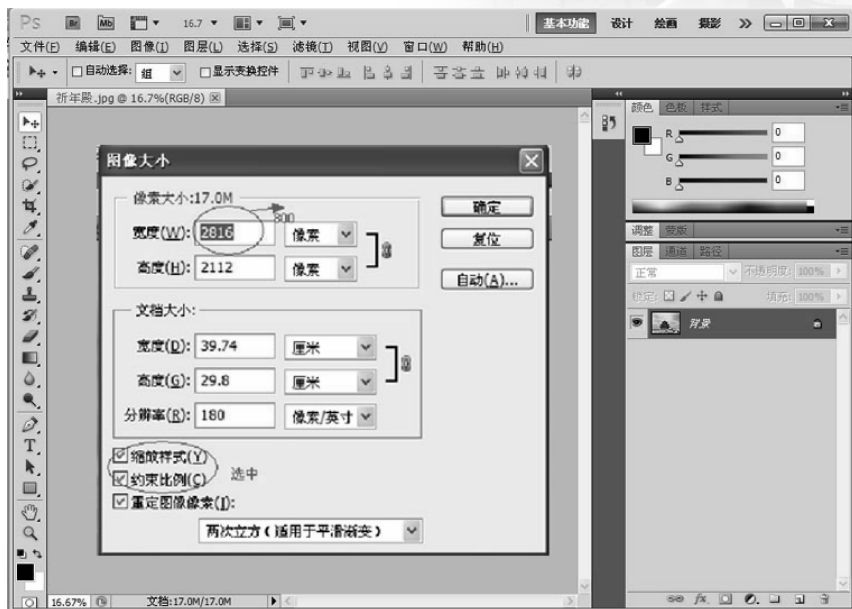 Ps Br Mb 16.7 基本功能 设计 绘画 摄影
文件(F) 编辑(E) 图像(I) 图层(L) 选择(S) 滤镜(T) 视图(V) 窗口(W) 帮助(H)
自动选择: 组 显示变换控件
祈年殿.jpg @ 16.7%(RGB/8)
颜色 色板 样式
R 0
G 0
B 0
调整 蒙版
图层 通道 路径
正常 不透明度: 100%
锁定: 填充: 100%
背景
图像大小
像素大小:17.0M
宽度(W): 2816 像素
800
高度(H): 2112 像素
确定
复位
自动(A)...
文档大小:
宽度(D): 39.74 厘米
高度(G): 29.8 厘米
分辨率(R): 180 像素/英寸
缩放样式(Y)
约束比例(C)
选中
重定图像像素(I):
两次立方(适用于平滑渐变)
16.67% 文档:17.0M/17.0M